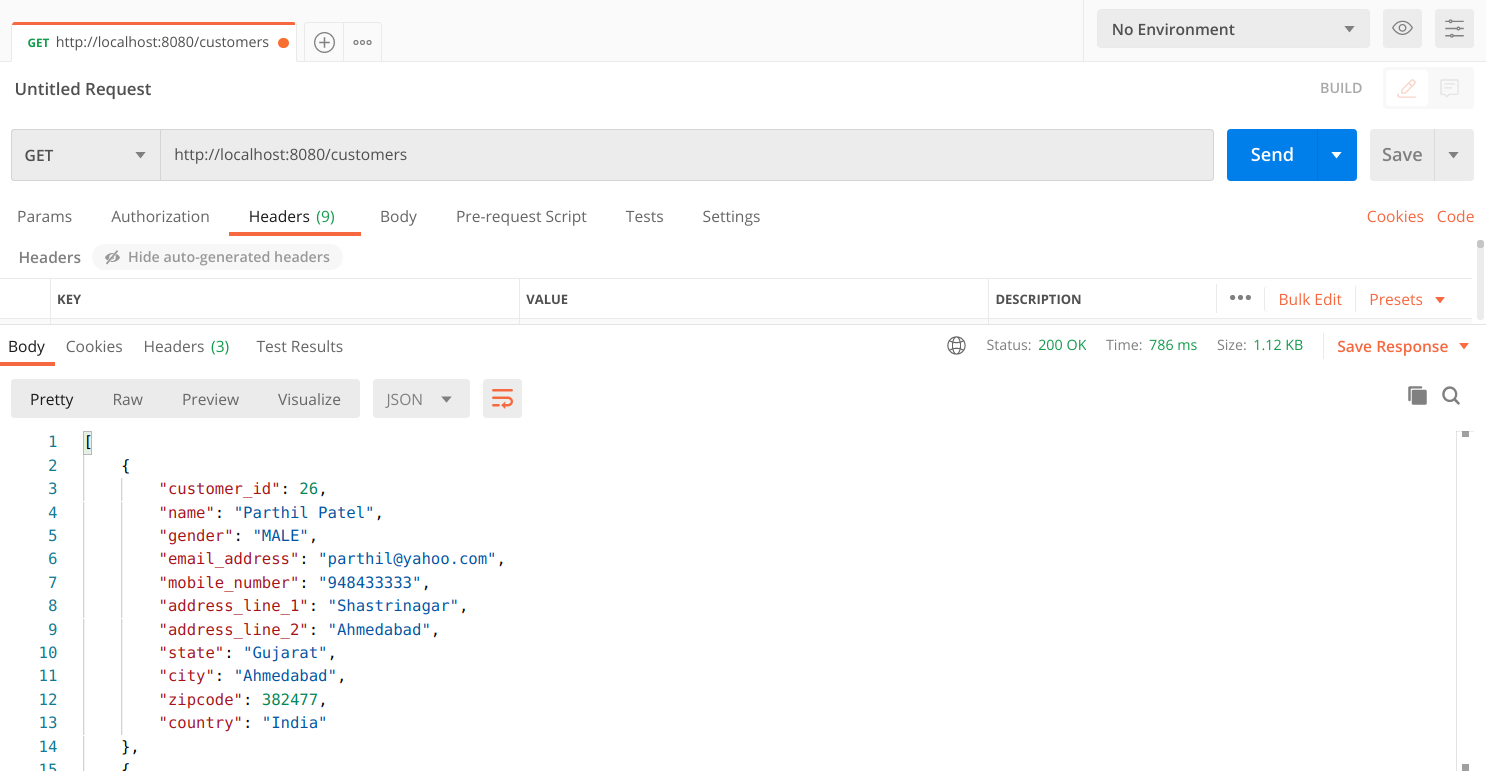 GET http://localhost:8080/customers
No Environment
Untitled Request
BUILD
GET http://localhost:8080/customers Send Save
Params Authorization Headers (9) Body Pre-request Script Tests Settings Cookies Code
Headers Hide auto-generated headers
KEY VALUE DESCRIPTION ••• Bulk Edit Presets
Body Cookies Headers (3) Test Results Status: 200 OK Time: 786 ms Size: 1.12 KB Save Response
Pretty Raw Preview Visualize JSON
1 [
2 {
3 "customer_id": 26,
4 "name": "Parthil Patel",
5 "gender": "MALE",
6 "email_address": "parthil@yahoo.com",
7 "mobile_number": "948433333",
8 "address_line_1": "Shastrinagar",
9 "address_line_2": "Ahmedabad",
10 "state": "Gujarat",
11 "city": "Ahmedabad",
12 "zipcode": 382477,
13 "country": "India"
14 },
15 {